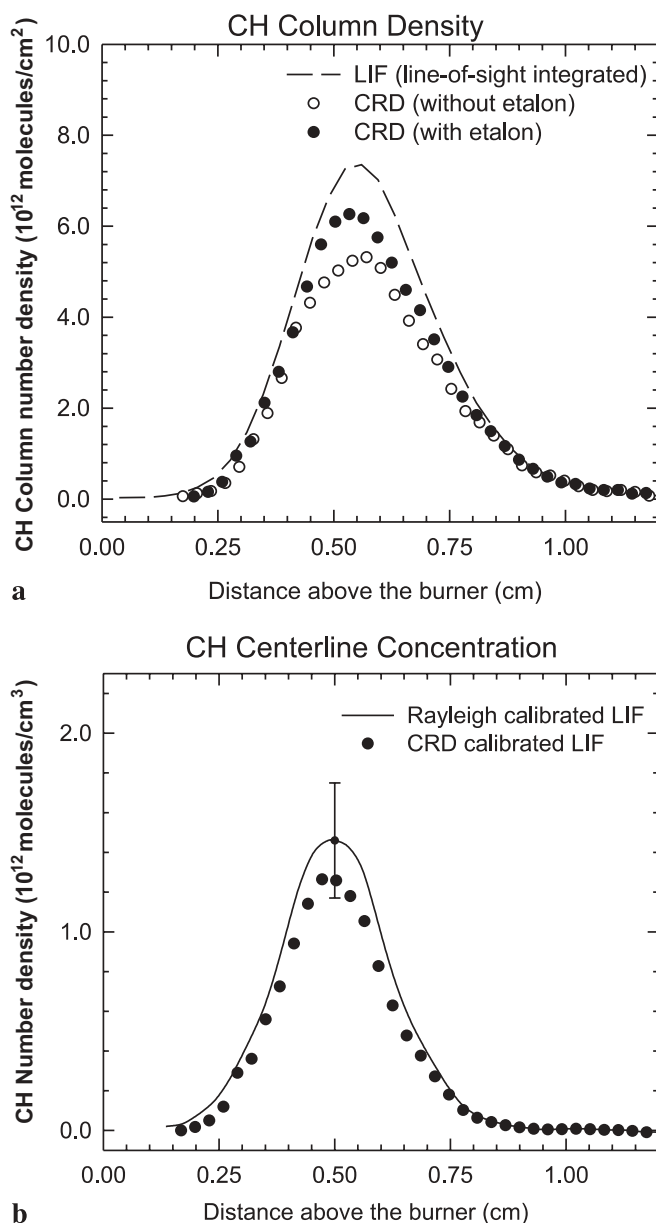 CH Column Density
CH Column number density (10¹² molecules/cm²)
10.0
8.0
6.0
4.0
2.0
0.0
LIF (line-of-sight integrated)
CRD (without etalon)
CRD (with etalon)
0.00 0.25 0.50 0.75 1.00
a
Distance above the burner (cm)
CH Centerline Concentration
CH Number density (10¹² molecules/cm³)
2.0
1.0
0.0
Rayleigh calibrated LIF
CRD calibrated LIF
0.00 0.25 0.50 0.75 1.00
b
Distance above the burner (cm)